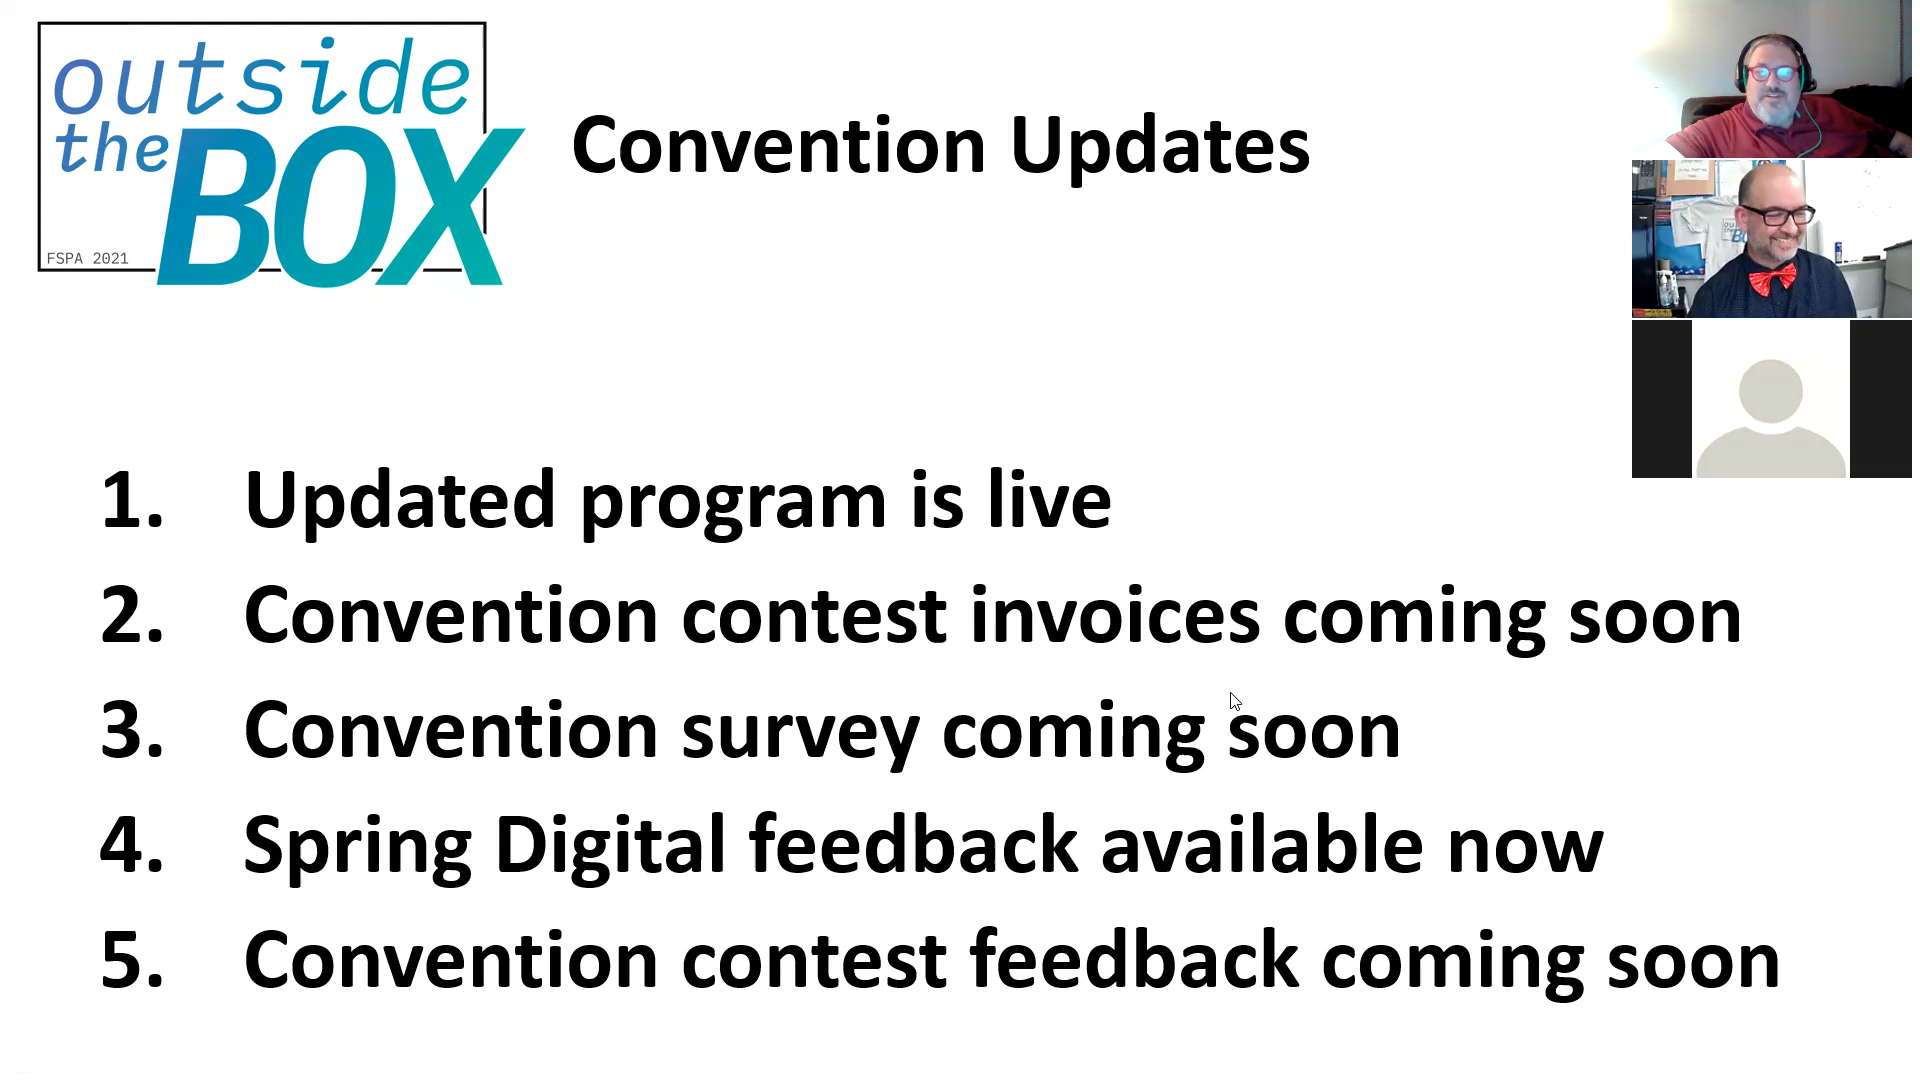 outside
the BOX
FSPA 2021
Convention Updates
1. Updated program is live
2. Convention contest invoices coming soon
3. Convention survey coming soon
4. Spring Digital feedback available now
5. Convention contest feedback coming soon